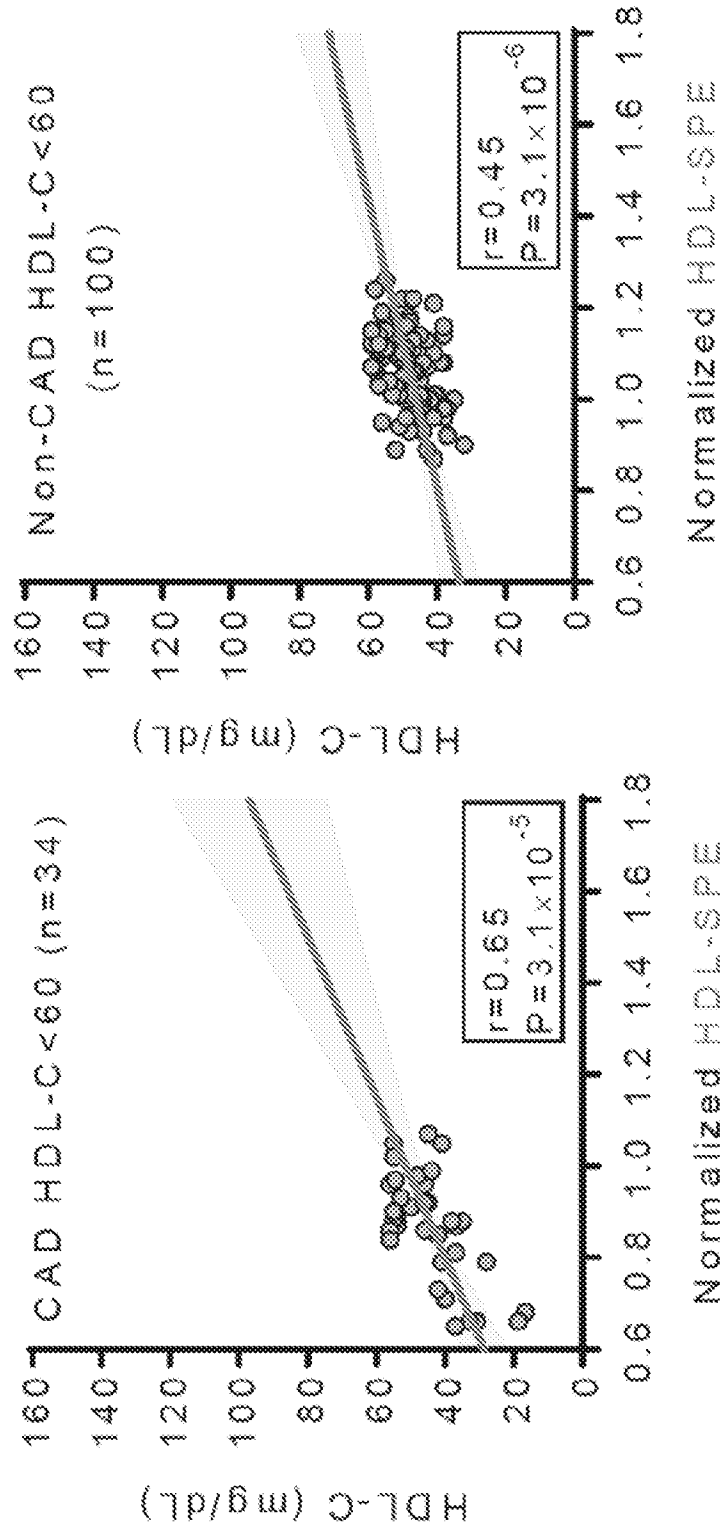 CAD HDL-C<60 (n=34)
HDL-C (mg/dL)
160
140
120
100
80
60
40
20
0
r=0.65
P=3.1×10-5
0.6 0.8 1.0 1.2 1.4 1.6 1.8
Normalized HDL-SPE
Non-CAD HDL-C<60
(n=100)
HDL-C (mg/dL)
160
140
120
100
80
60
40
20
0
r=0.45
P=3.1×10-6
0.6 0.8 1.0 1.2 1.4 1.6 1.8
Normalized HDL-SPE